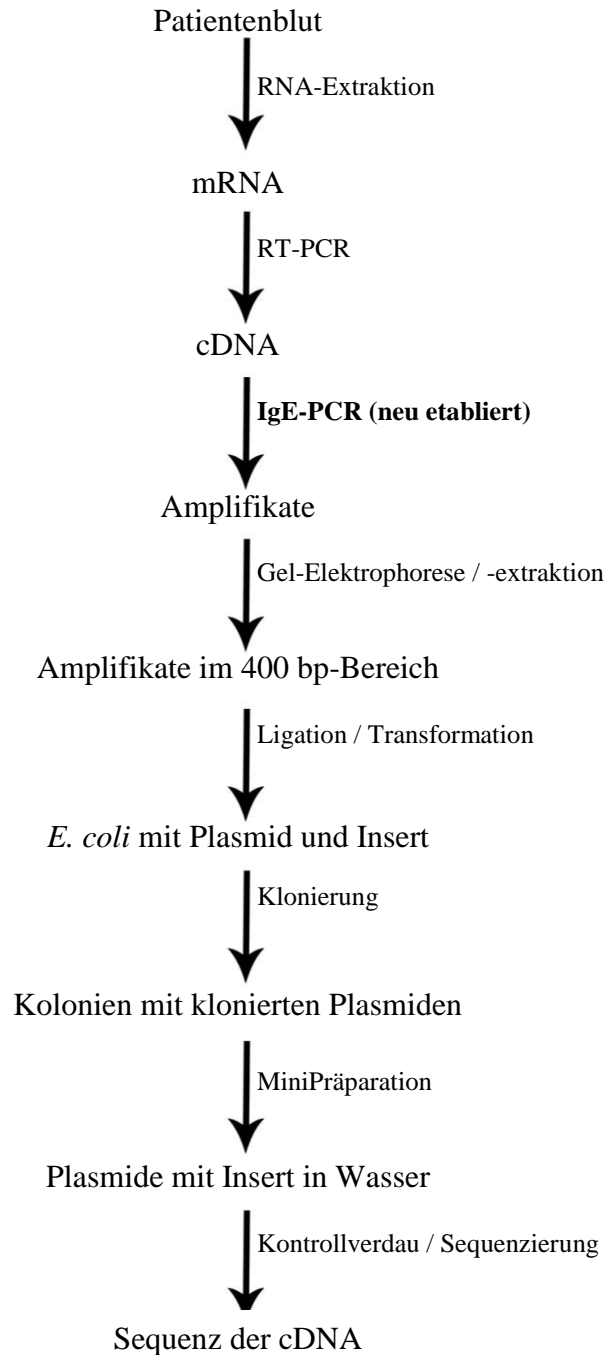 Patientenblut
RNA-Extraktion
mRNA
RT-PCR
cDNA
IgE-PCR (neu etabliert)
Amplifikate
Gel-Elektrophorese / -extraktion
Amplifikate im 400 bp-Bereich
Ligation / Transformation
E. coli mit Plasmid und Insert
Klonierung
Kolonien mit klonierten Plasmiden
MiniPräparation
Plasmide mit Insert in Wasser
Kontrollverdau / Sequenzierung
Sequenz der cDNA